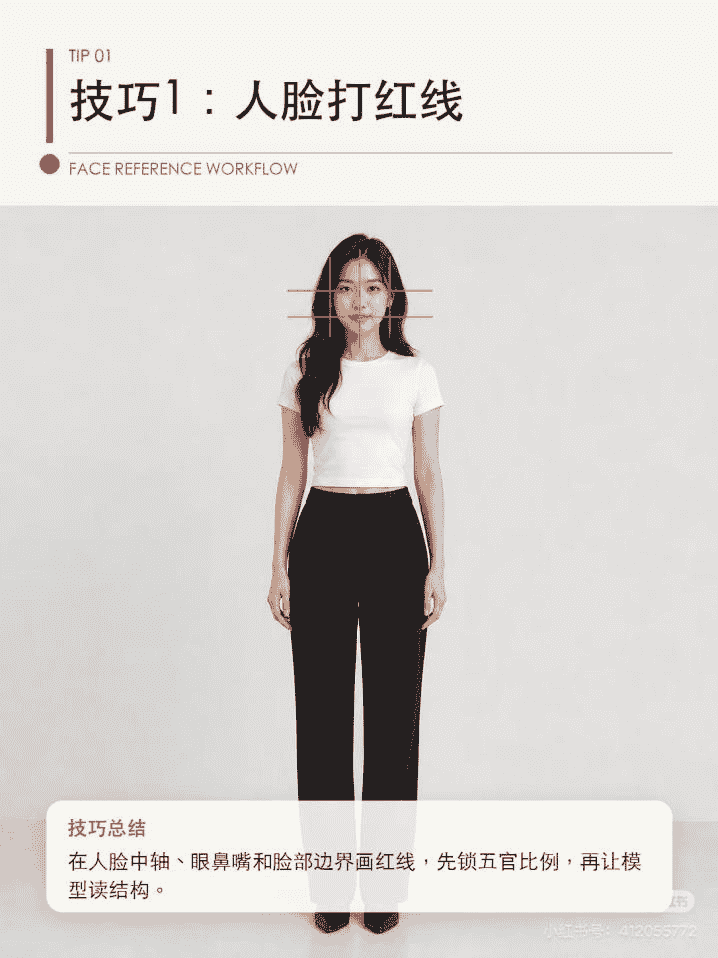 TIP 01
技巧1：人脸打红线
FACE REFERENCE WORKFLOW
技巧总结
在人脸中轴、眼鼻嘴和脸部边界画红线，先锁五官比例，再让模
型读结构。
小红书号：412055772